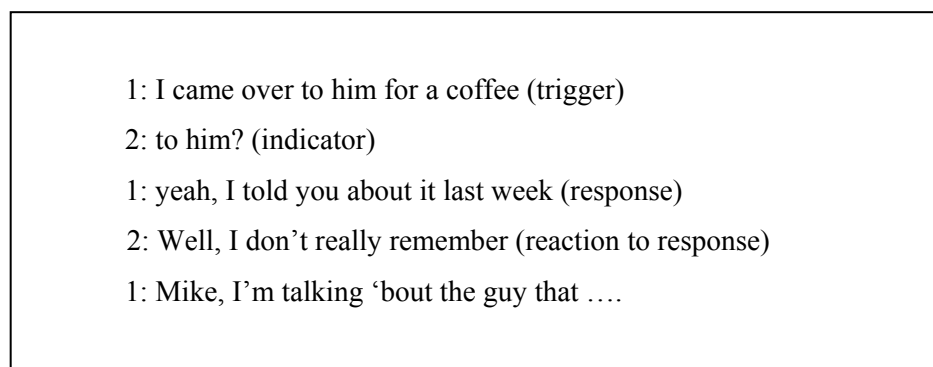 1: I came over to him for a coffee (trigger)
2: to him? (indicator)
1: yeah, I told you about it last week (response)
2: Well, I don’t really remember (reaction to response)
1: Mike, I’m talking ‘bout the guy that ….